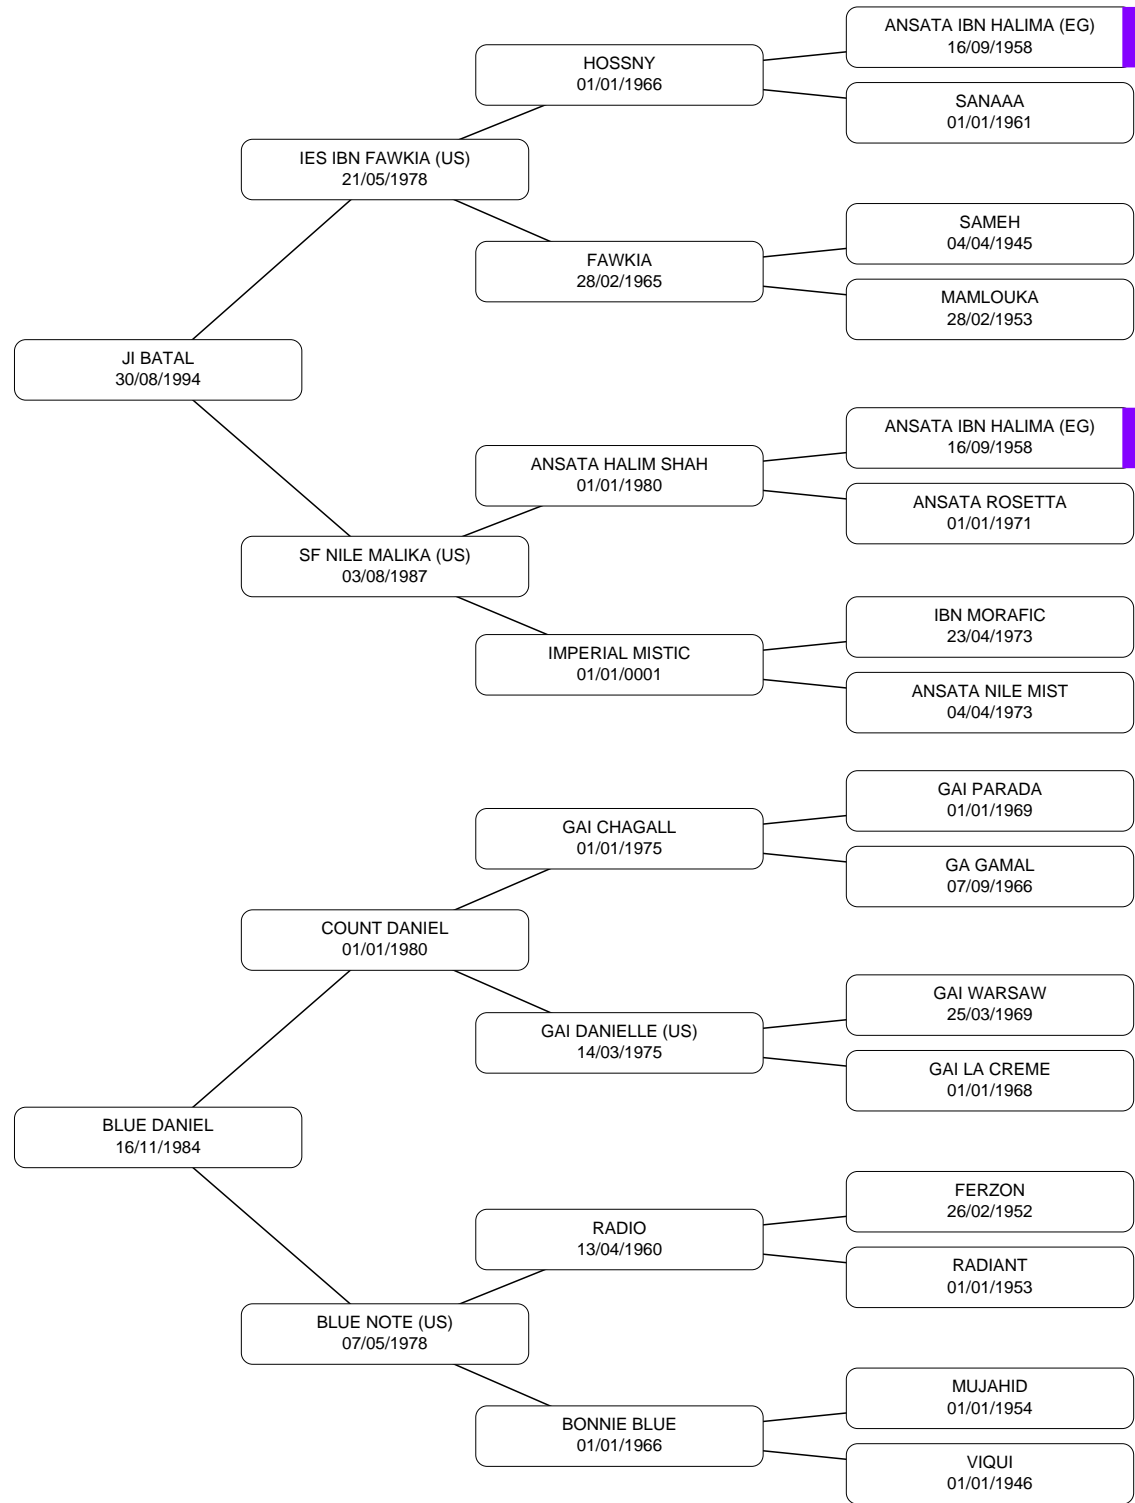 ANSATA IBN HALIMA (EG)
16/09/1958
HOSSNY
01/01/1966
SANAAA
01/01/1961
IES IBN FAWKIA (US)
21/05/1978
SAMEH
04/04/1945
FAWKIA
28/02/1965
MAMLOUKA
28/02/1953
JI BATAL
30/08/1994
ANSATA IBN HALIMA (EG)
16/09/1958
ANSATA HALIM SHAH
01/01/1980
ANSATA ROSETTA
01/01/1971
SF NILE MALIKA (US)
03/08/1987
IBN MORAFIC
23/04/1973
IMPERIAL MISTIC
01/01/0001
ANSATA NILE MIST
04/04/1973
GAI PARADA
01/01/1969
GAI CHAGALL
01/01/1975
GA GAMAL
07/09/1966
COUNT DANIEL
01/01/1980
GAI WARSAW
25/03/1969
GAI DANIELLE (US)
14/03/1975
GAI LA CREME
01/01/1968
BLUE DANIEL
16/11/1984
FERZON
26/02/1952
RADIO
13/04/1960
RADIANT
01/01/1953
BLUE NOTE (US)
07/05/1978
MUJAHID
01/01/1954
BONNIE BLUE
01/01/1966
VIQUI
01/01/1946